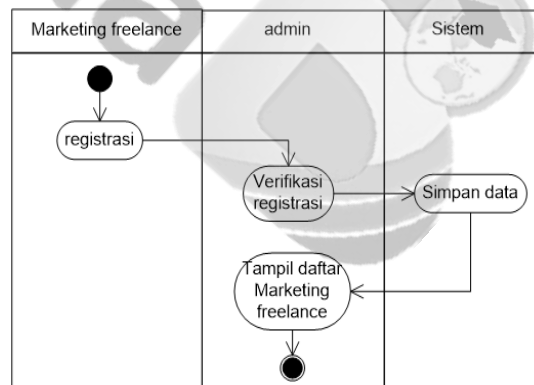 Marketing freelance
admin
Sistem
registrasi
Verifikasi
registrasi
Simpan data
Tampil daftar
Marketing
freelance